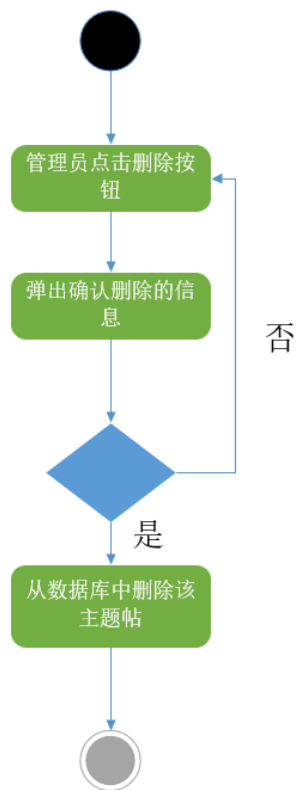 管理员点击删除按
钮
弹出确认删除的信
息
否
是
从数据库中删除该
主题帖